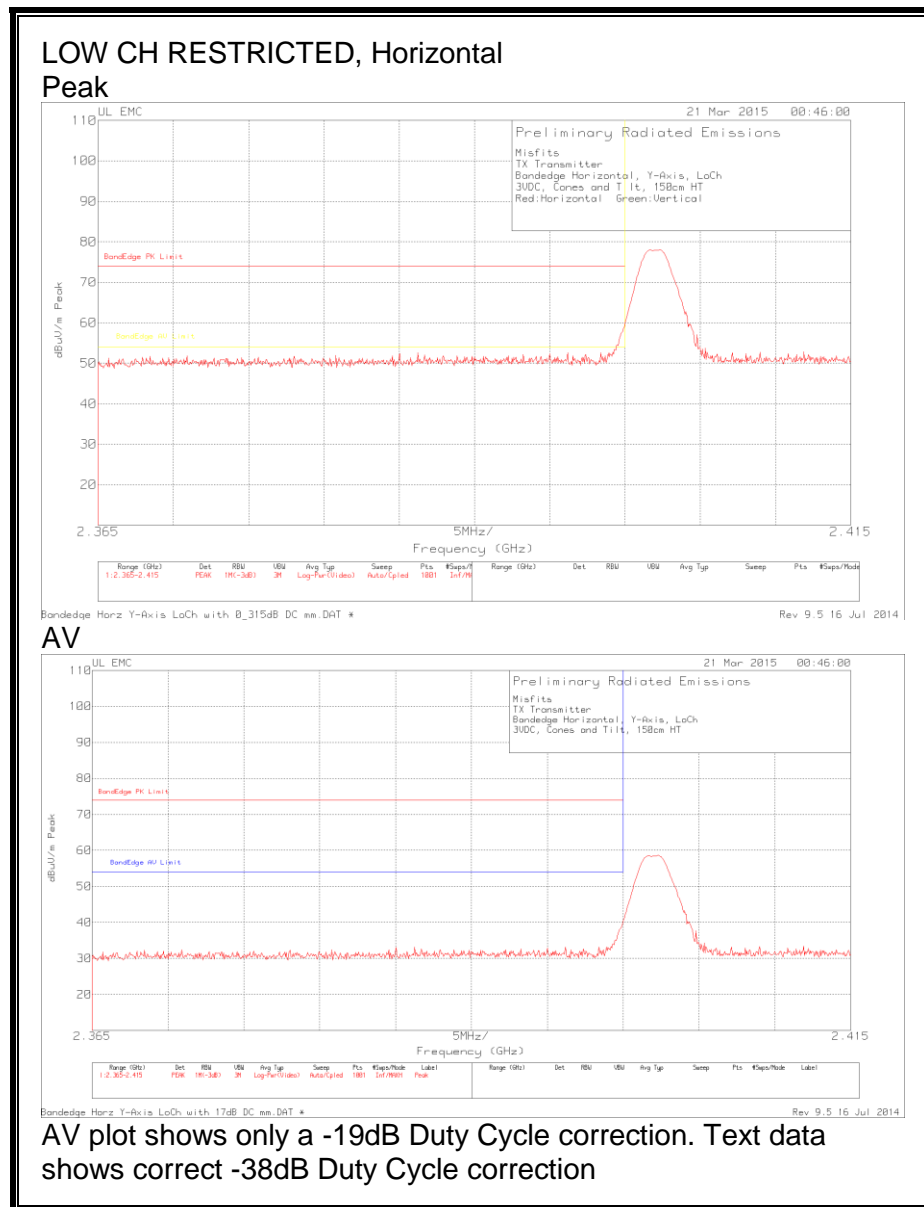 LOW CH RESTRICTED, Horizontal
Peak
UL EMC
21 Mar 2015 00:46:00
Preliminary Radiated Emissions
Misfits
TX Transmitter
Bandedge Horizontal, Y-Axis, LoCh
3VDC, Cones and Tilt, 150cm HT
Red:Horizontal Green:Vertical
110
100
90
80
70
60
50
40
30
20
BandEdge PK Limit
BandEdge AV Limit
dBuV/m Peak
2.365
5MHz/
2.415
Frequency (GHz)
Range (GHz) Det RBW VBW Avg Typ Sweep Pts #Swps/M
Range (GHz) Det RBW VBW Avg Typ Sweep Pts #Swps/Mode
1:2.365-2.415 PEAK 1M(-3dB) 3M Log-Pwr(Video) Auto/Cpled 1001 Inf/M
Bandedge Horz Y-Axis LoCh with 0_315dB DC mm.DAT *
Rev 9.5 16 Jul 2014
AV
UL EMC
21 Mar 2015 00:46:00
Preliminary Radiated Emissions
Misfits
TX Transmitter
Bandedge Horizontal, Y-Axis, LoCh
3VDC, Cones and Tilt, 150cm HT
110
100
90
80
70
60
50
40
30
20
BandEdge PK Limit
BandEdge AV Limit
dBuV/m Peak
2.365
5MHz/
2.415
Frequency (GHz)
Range (GHz) Det RBW VBW Avg Typ Sweep Pts #Swps/Mode Label
Range (GHz) Det RBW VBW Avg Typ Sweep Pts #Swps/Mode Label
1:2.365-2.415 PEAK 1M(-3dB) 3M Log-Pwr(Video) Auto/Cpled 1001 Inf/MAXH Peak
Bandedge Horz Y-Axis LoCh with 17dB DC mm.DAT *
Rev 9.5 16 Jul 2014
AV plot shows only a -19dB Duty Cycle correction. Text data
shows correct -38dB Duty Cycle correction